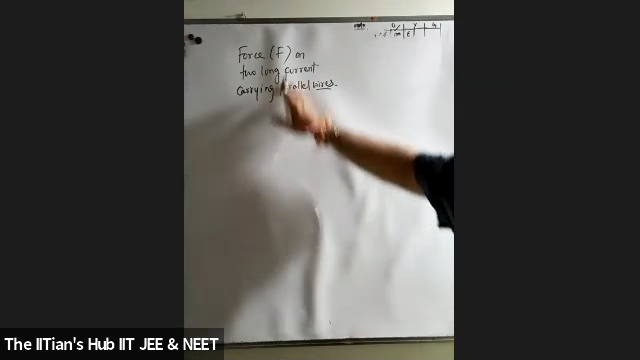 Force (F) on
two long current
carrying parallel wires.
The IITian's Hub IIT JEE & NEET